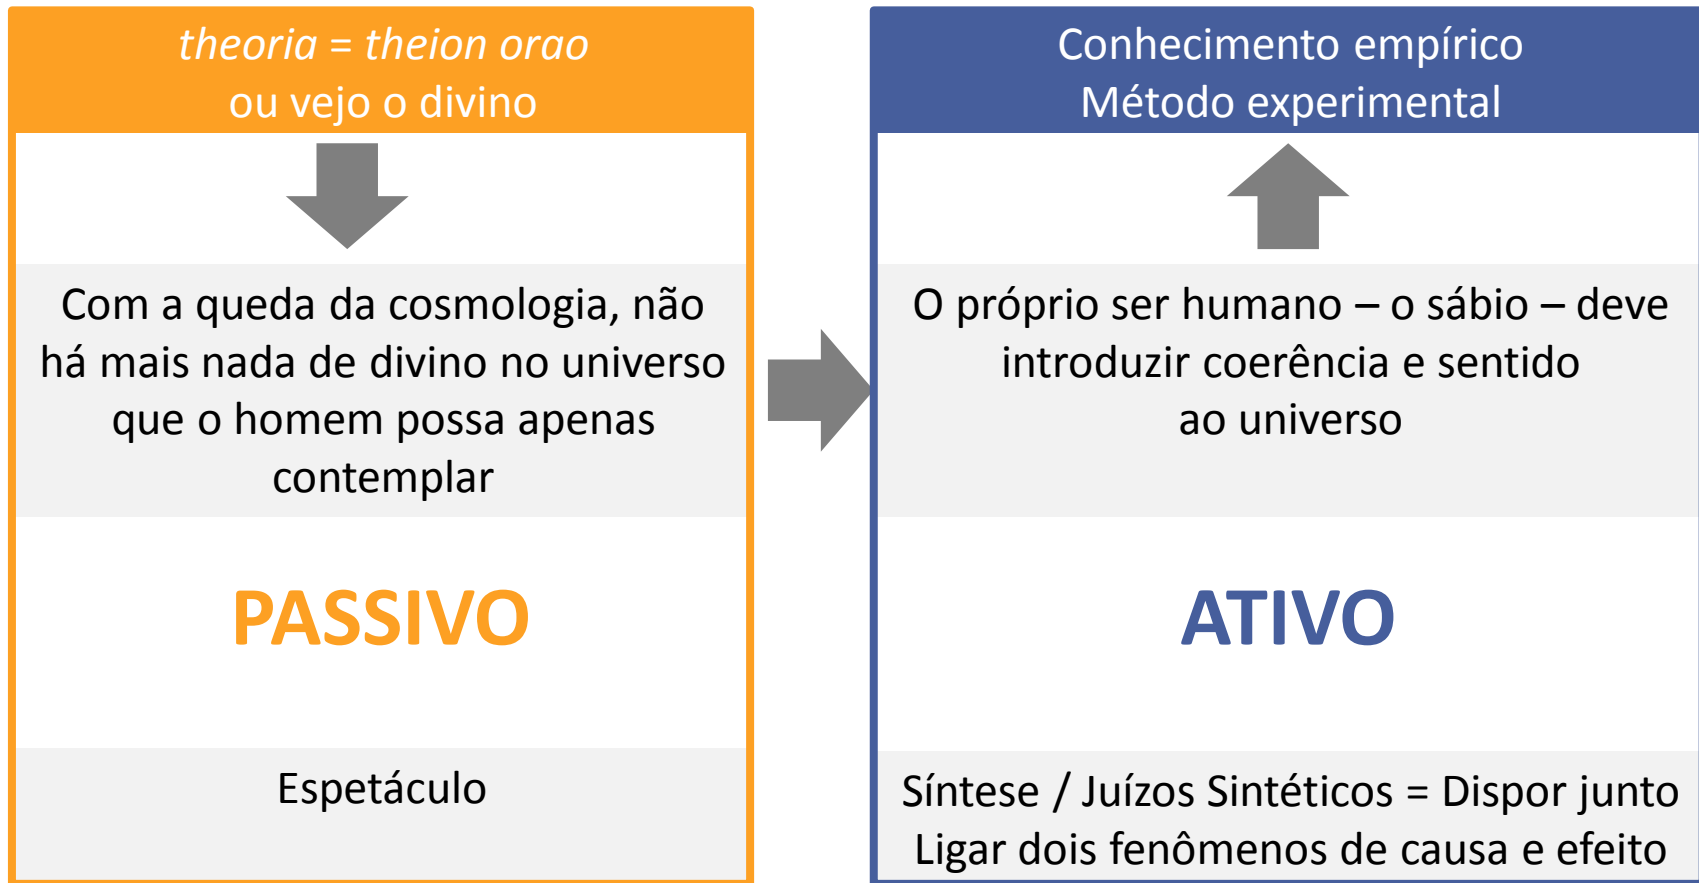 theoria = theion orao
ou vejo o divino
Com a queda da cosmologia, não
há mais nada de divino no universo
que o homem possa apenas
contemplar
PASSIVO
Espetáculo
Conhecimento empírico
Método experimental
O próprio ser humano – o sábio – deve
introduzir coerência e sentido
ao universo
ATIVO
Síntese / Juízos Sintéticos = Dispor junto
Ligar dois fenômenos de causa e efeito